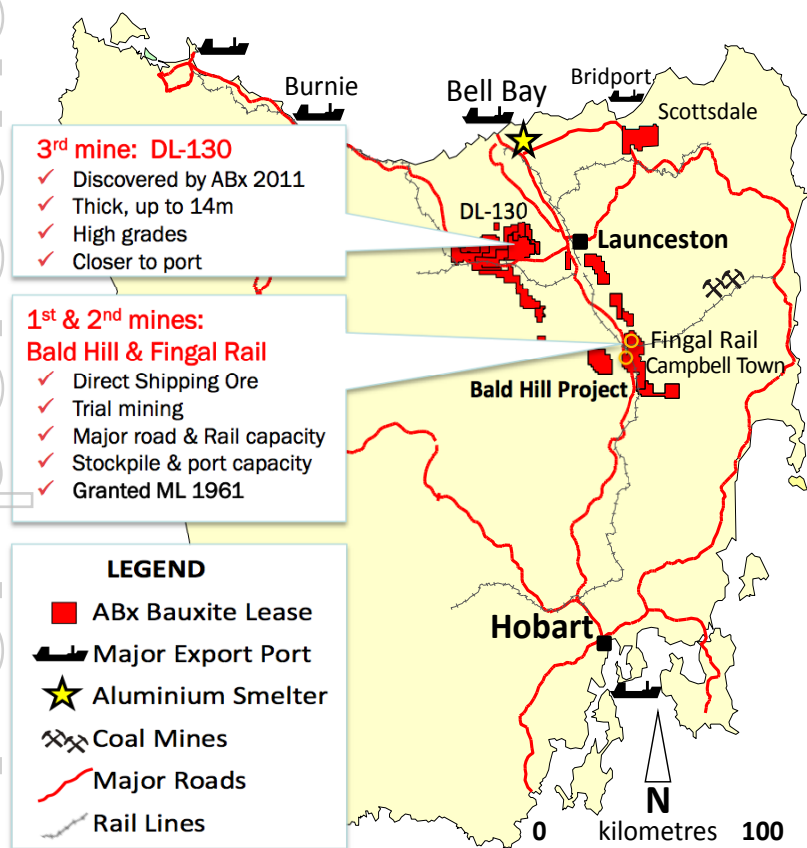 Burnie
Bell Bay
Bridport
Scottsdale
3rd mine: DL-130
✓ Discovered by ABx 2011
✓ Thick, up to 14m
✓ High grades
✓ Closer to port
DL-130
Launceston
1st & 2nd mines:
Bald Hill & Fingal Rail
✓ Direct Shipping Ore
✓ Trial mining
✓ Major road & Rail capacity
✓ Stockpile & port capacity
✓ Granted ML 1961
Fingal Rail
Campbell Town
Bald Hill Project
LEGEND
ABx Bauxite Lease
Major Export Port
Aluminium Smelter
Coal Mines
Major Roads
Rail Lines
Hobart
N
0 kilometres 100